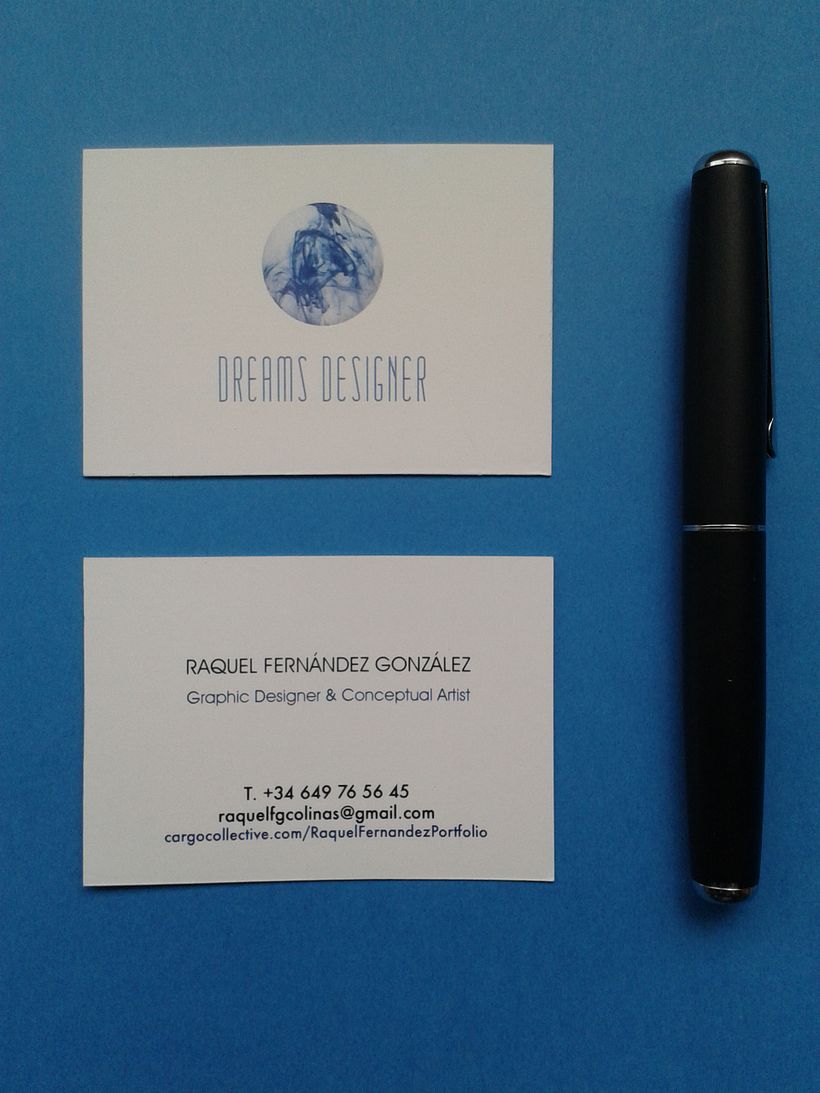 DREAMS DESIGNER
RAQUEL FERNÁNDEZ GONZÁLEZ
Graphic Designer & Conceptual Artist
T. +34 649 76 56 45
raquelfgcolinas@gmail.com
cargocollective.com/RaquelFernandezPortfolio